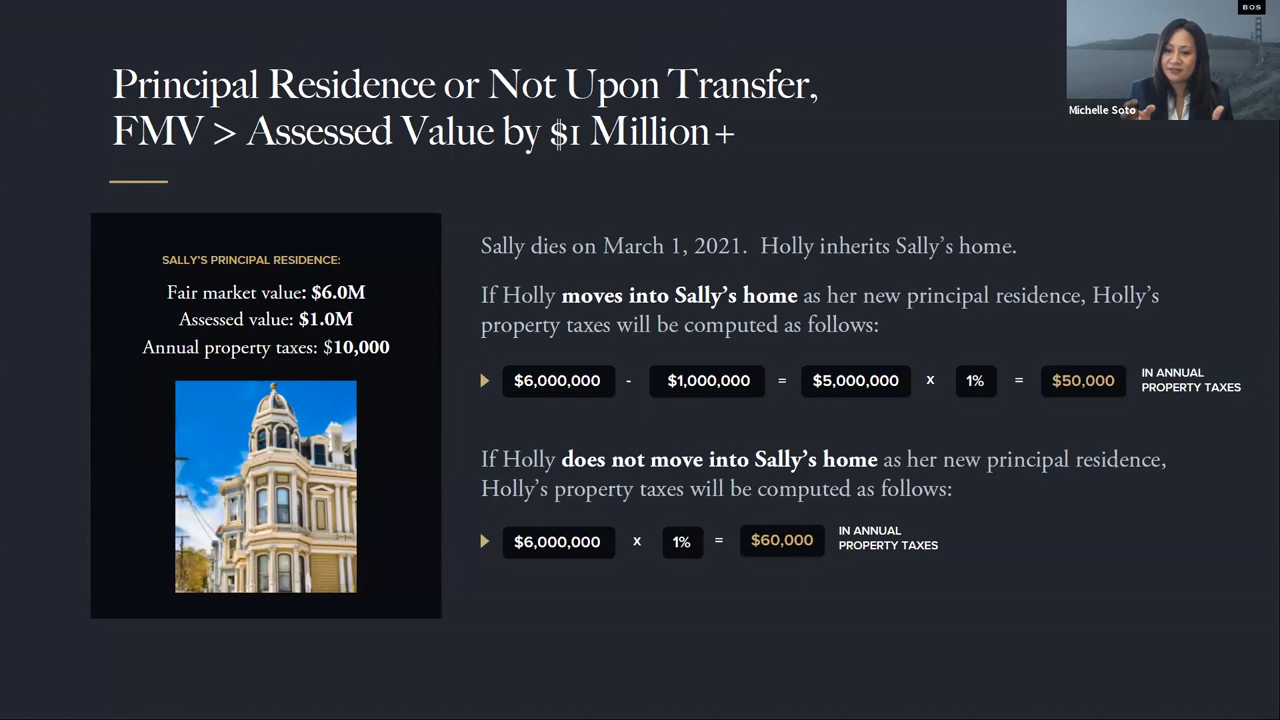 BOS
Michelle Soto
Principal Residence or Not Upon Transfer,
FMV > Assessed Value by $1 Million+
SALLY'S PRINCIPAL RESIDENCE:
Fair market value: $6.0M
Assessed value: $1.0M
Annual property taxes: $10,000
Sally dies on March 1, 2021. Holly inherits Sally's home.
If Holly moves into Sally's home as her new principal residence, Holly's
property taxes will be computed as follows:
$6,000,000 - $1,000,000 = $5,000,000 x 1% = $50,000 IN ANNUAL
PROPERTY TAXES
If Holly does not move into Sally's home as her new principal residence,
Holly's property taxes will be computed as follows:
$6,000,000 x 1% = $60,000 IN ANNUAL
PROPERTY TAXES